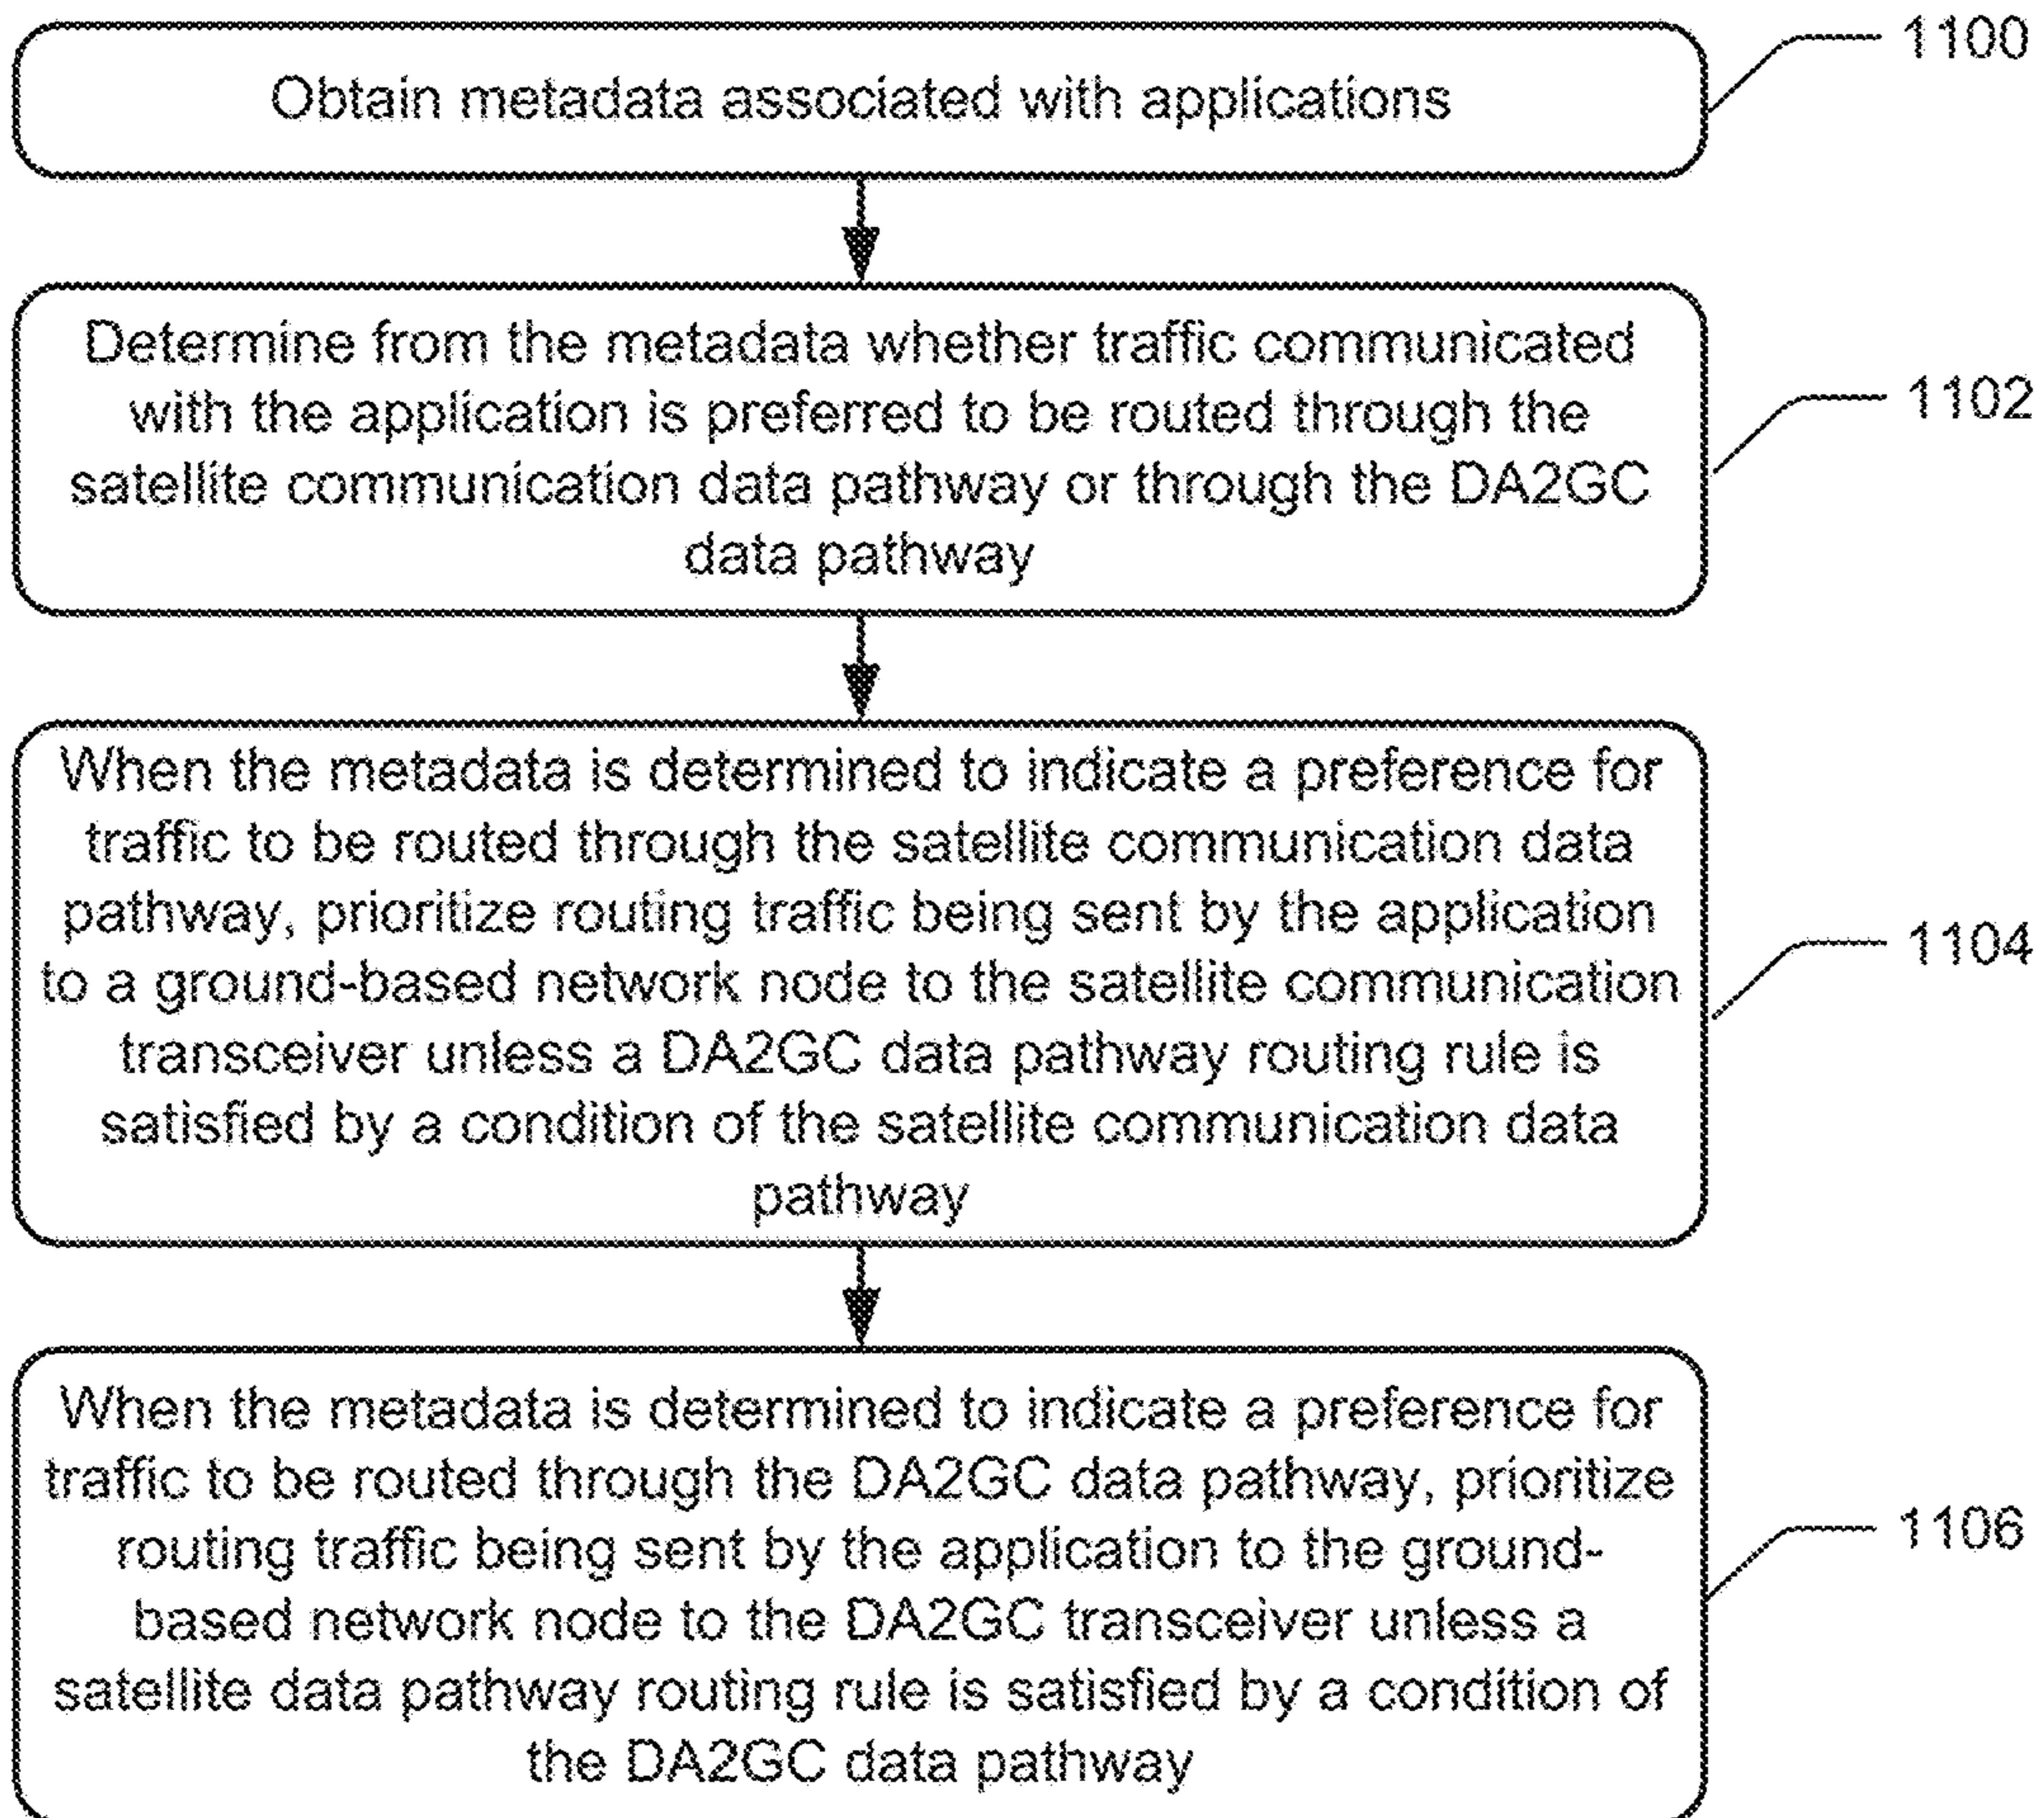 Obtain metadata associated with applications
1100
Determine from the metadata whether traffic communicated
with the application is preferred to be routed through the
satellite communication data pathway or through the DA2GC
data pathway
1102
When the metadata is determined to indicate a preference for
traffic to be routed through the satellite communication data
pathway, prioritize routing traffic being sent by the application
to a ground-based network node to the satellite communication
transceiver unless a DA2GC data pathway routing rule is
satisfied by a condition of the satellite communication data
pathway
1104
When the metadata is determined to indicate a preference for
traffic to be routed through the DA2GC data pathway, prioritize
routing traffic being sent by the application to the ground-
based network node to the DA2GC transceiver unless a
satellite data pathway routing rule is satisfied by a condition of
the DA2GC data pathway
1106